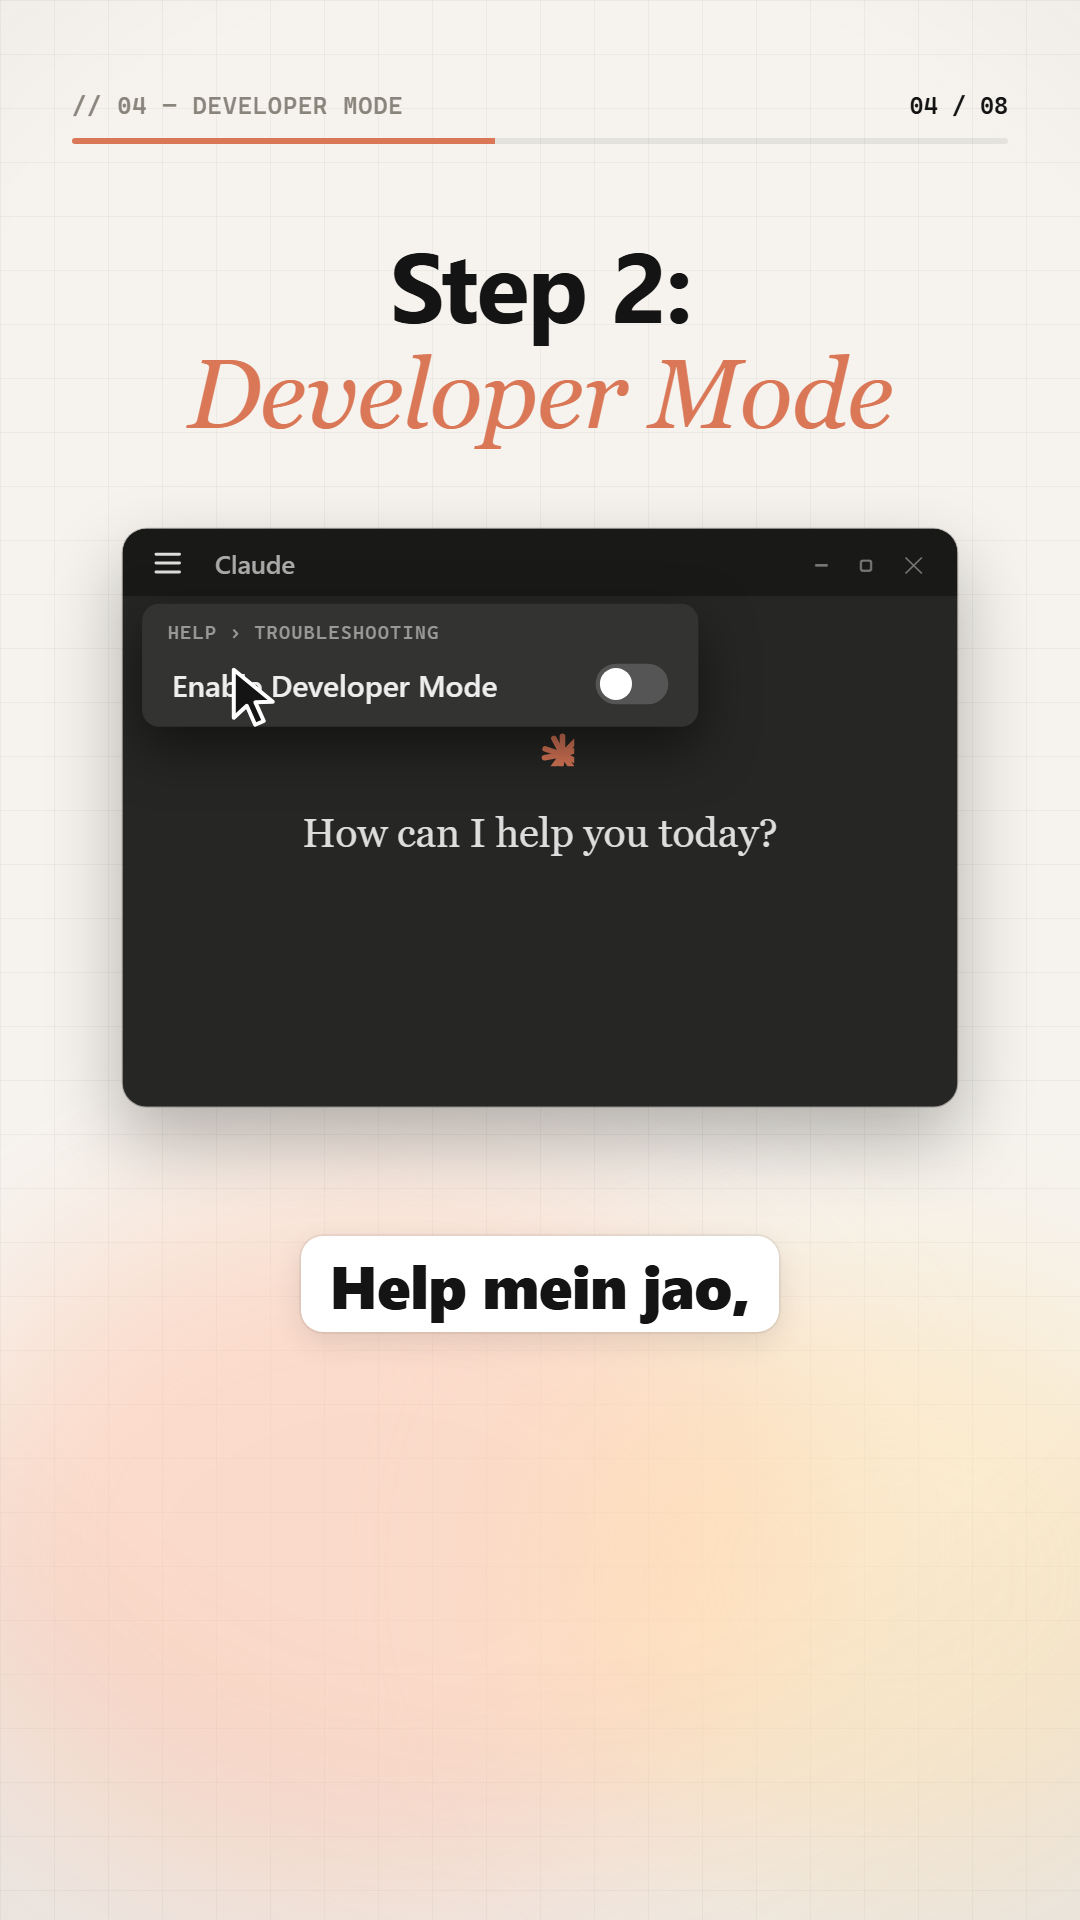 // 04 — DEVELOPER MODE
04 / 08
Step 2:
Developer Mode
Claude
HELP › TROUBLESHOOTING
Enable Developer Mode
How can I help you today?
Help mein jao,